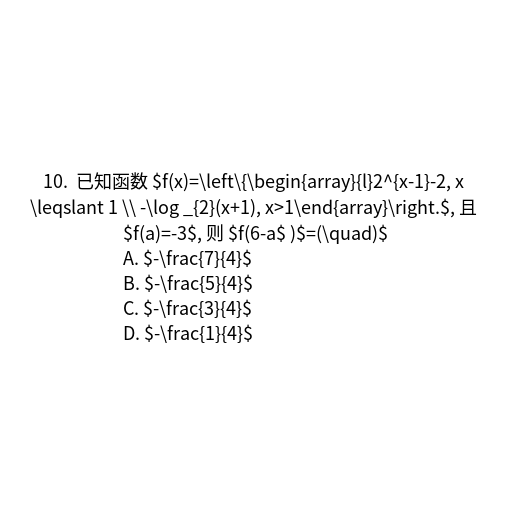 10. 已知函数 $f(x)=\left\{\begin{array}{l}2^{x-1}-2, x
\leqslant 1 \\ -\log _{2}(x+1), x>1\end{array}\right.$, 且
$f(a)=-3$, 则 $f(6-a$ )$=(\quad)$
A. $-\frac{7}{4}$
B. $-\frac{5}{4}$
C. $-\frac{3}{4}$
D. $-\frac{1}{4}$